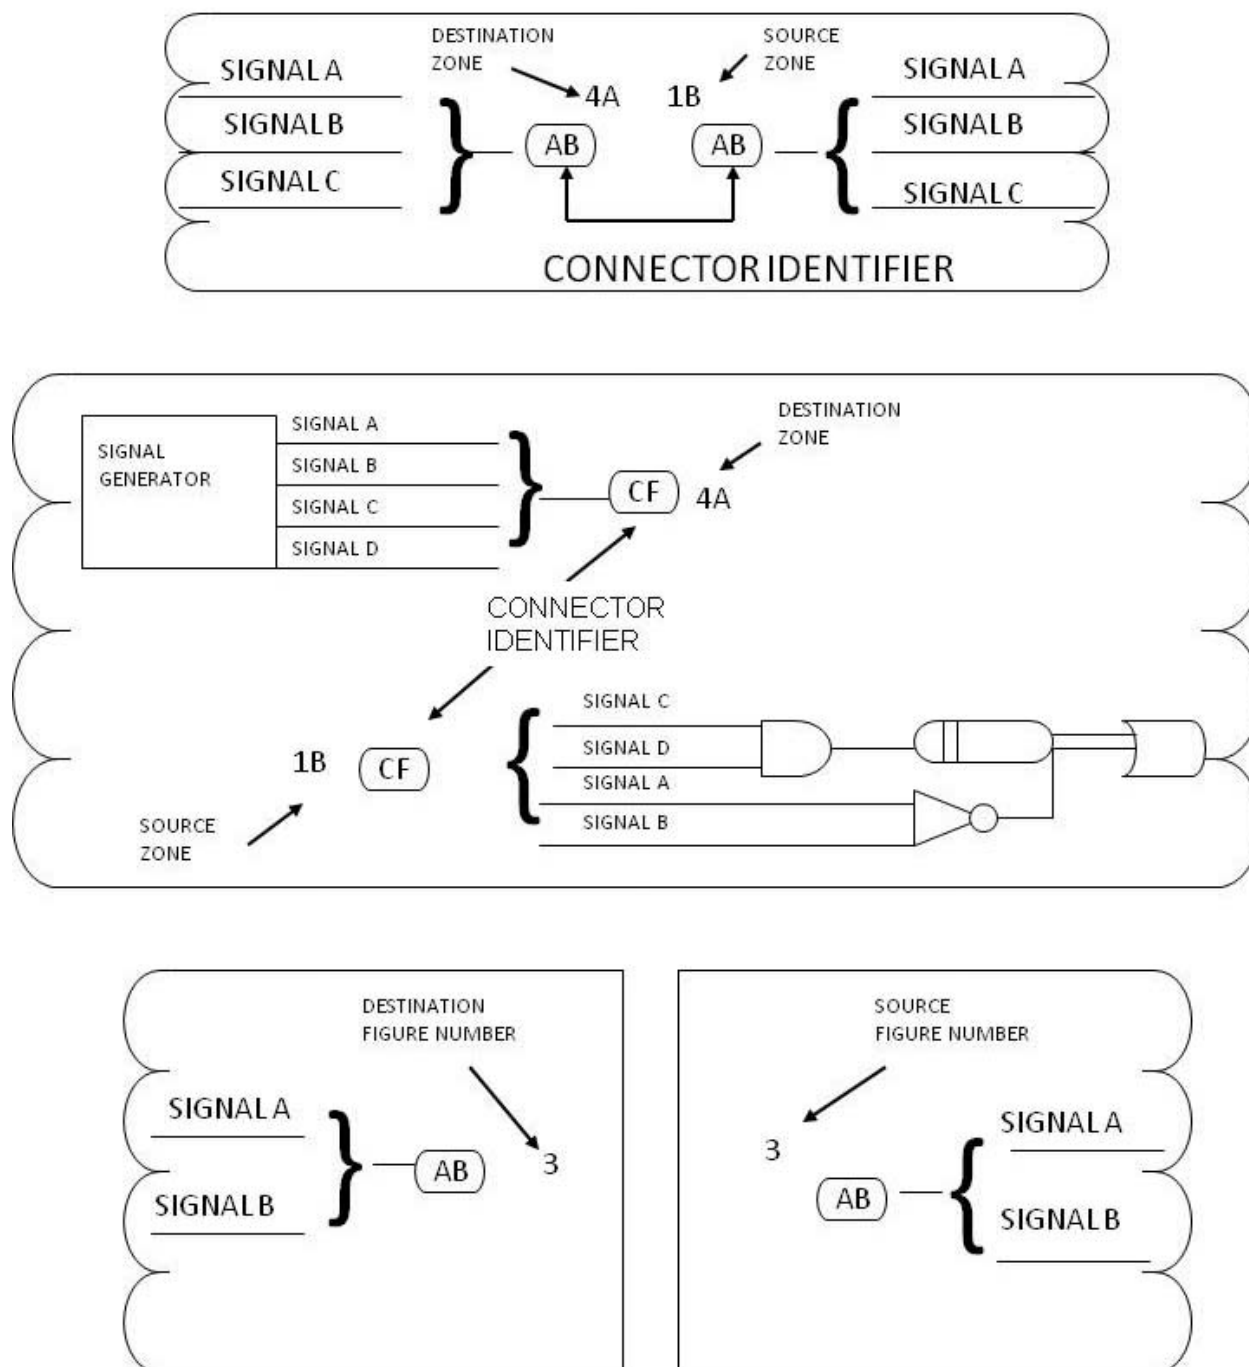 DESTINATION
ZONE
SOURCE
ZONE
SIGNAL A
4A
1B
SIGNAL A
SIGNAL B
AB
AB
SIGNAL B
SIGNAL C
SIGNAL C
CONNECTOR IDENTIFIER
SIGNAL
GENERATOR
SIGNAL A
SIGNAL B
SIGNAL C
SIGNAL D
CF
4A
DESTINATION
ZONE
CONNECTOR
IDENTIFIER
1B
CF
SOURCE
ZONE
SIGNAL C
SIGNAL D
SIGNAL A
SIGNAL B
DESTINATION
FIGURE NUMBER
SIGNAL A
SIGNAL B
AB
3
SOURCE
FIGURE NUMBER
3
AB
SIGNAL A
SIGNAL B